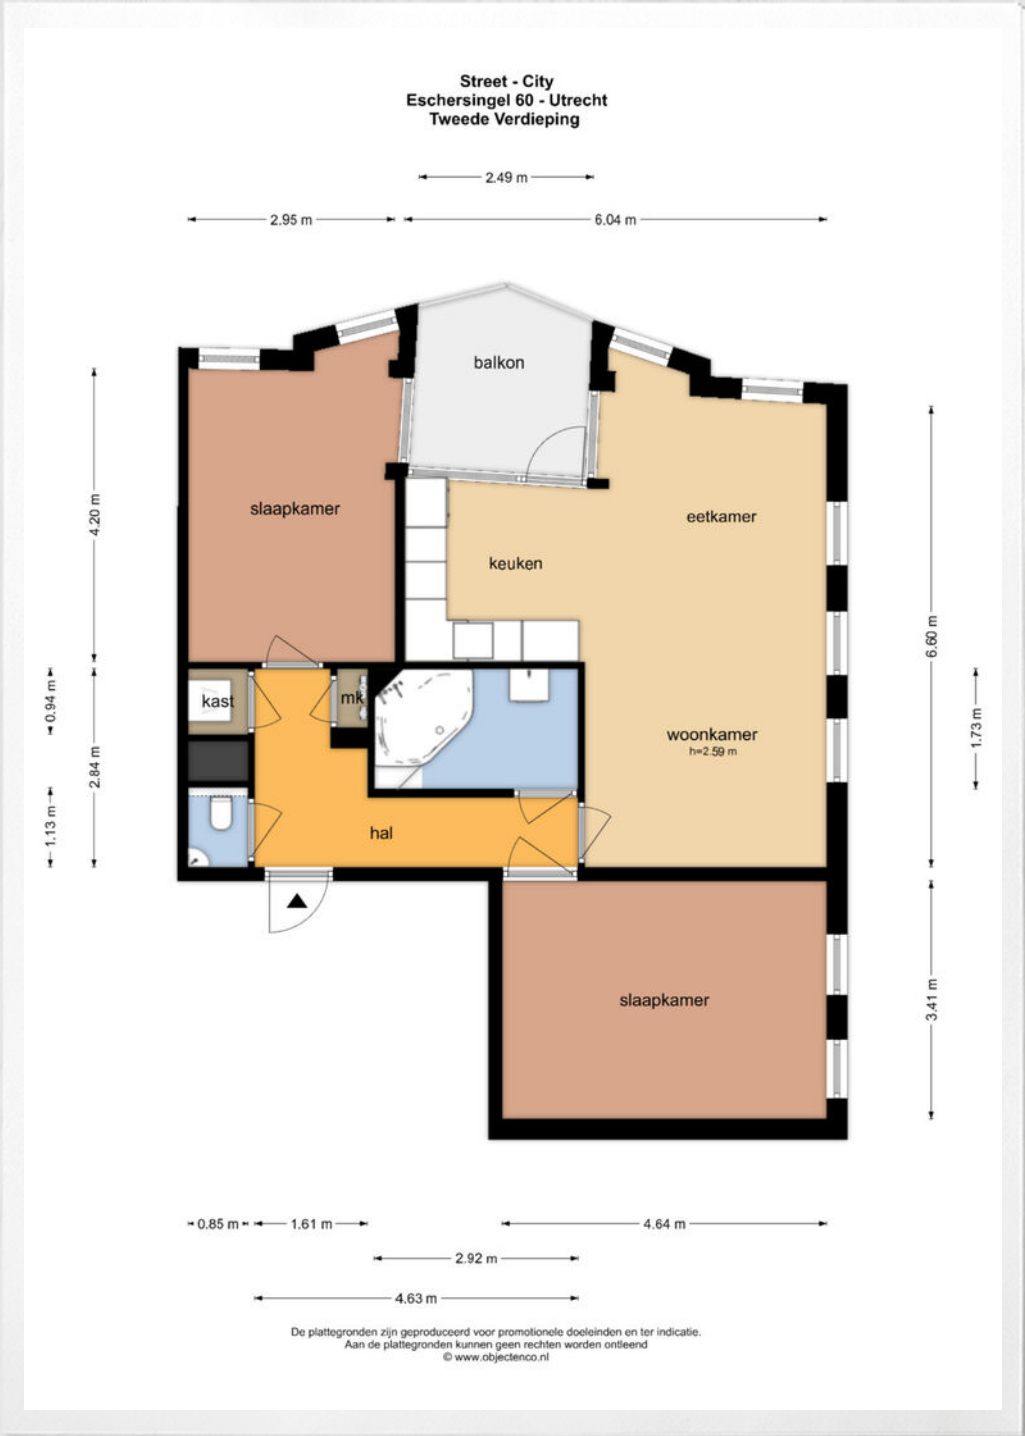 Street - City
Eschersingel 60 - Utrecht
Tweede Verdieping
2.49 m
2.95 m
6.04 m
balkon
slaapkamer
eetkamer
keuken
4.20 m
6.60 m
kast
mk
woonkamer
h=2.59 m
0.94 m
2.84 m
1.73 m
1.13 m
hal
slaapkamer
3.41 m
0.85 m
1.61 m
4.64 m
2.92 m
4.63 m
De plattegronden zijn geproduceerd voor promotionele doeleinden en ter indicatie.
Aan de plattegronden kunnen geen rechten worden ontleend
© www.objectenco.nl